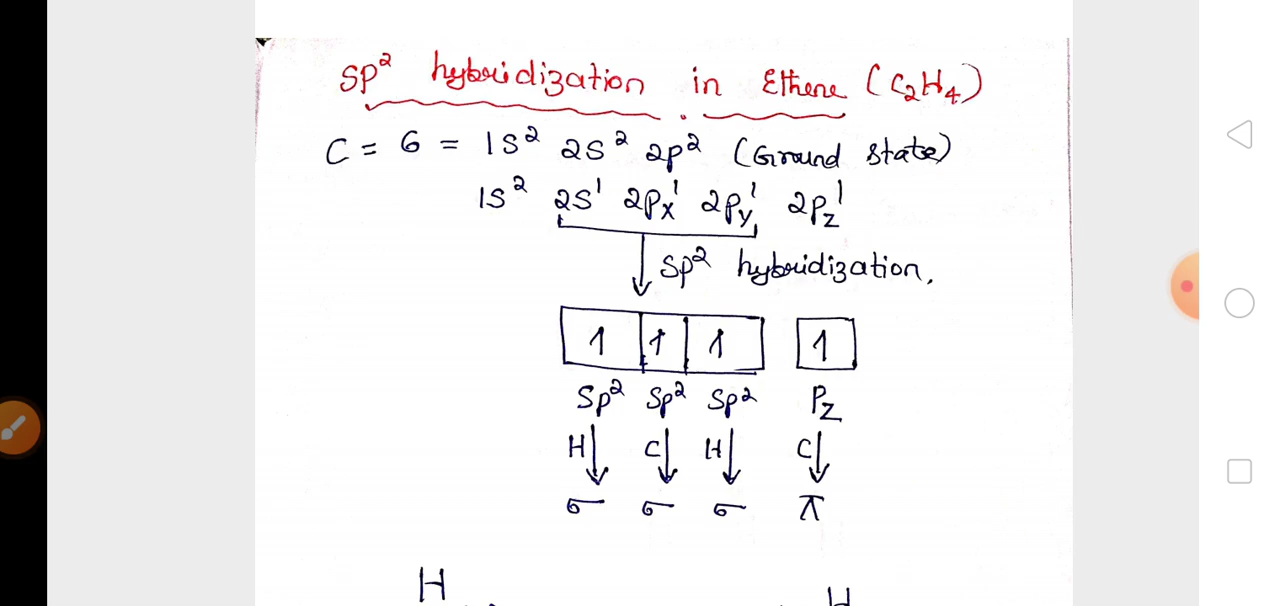 sp² hybridization in Ethene (C₂H₄)
C = 6 = 1s² 2s² 2p² (Ground state)
1s² 2s¹ 2px¹ 2py¹ 2pz¹
sp² hybridization.
1 1 1 1
sp² sp² sp² Pz
H C H C
σ σ σ π
H H